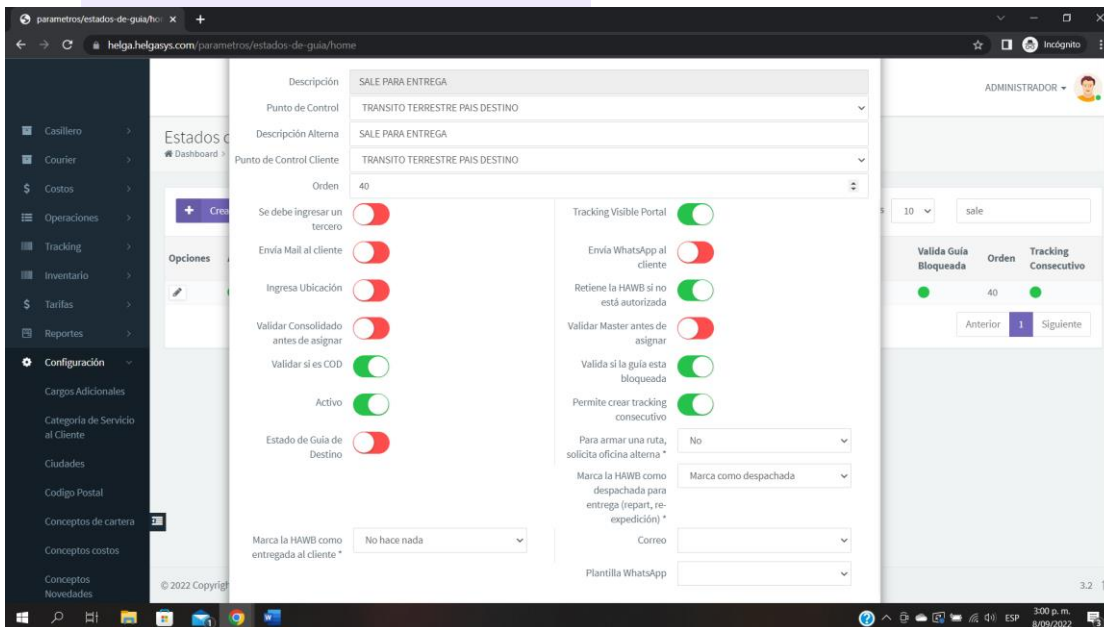 parametros/estados-de-guia/ho
helga.helgasys.com/parametros/estados-de-guia/home
Incógnito
ADMINISTRADOR
Casillero
Courier
Costos
Operaciones
Tracking
Inventario
Tarifas
Reportes
Configuración
Cargos Adicionales
Categoria de Servicio
al Cliente
Ciudades
Codigo Postal
Conceptos de cartera
Conceptos costos
Conceptos
Novedades
Estados
Dashboard >
+ Crea
Opciones
Descripción SALE PARA ENTREGA
Punto de Control TRANSITO TERRESTRE PAIS DESTINO
Descripción Alterna SALE PARA ENTREGA
Punto de Control Cliente TRANSITO TERRESTRE PAIS DESTINO
Orden 40
Se debe ingresar un
tercero
Tracking Visible Portal
Envía Mail al cliente
Envía WhatsApp al
cliente
Ingresa Ubicación
Retiene la HAWB si no
está autorizada
Validar Consolidado
antes de asignar
Validar Master antes de
asignar
Validar si es COD
Valida si la guía esta
bloqueada
Activo
Permite crear tracking
consecutivo
Estado de Guia de
Destino
Para armar una ruta,
solicita oficina alterna *
No
Marca la HAWB como
despachada para
entrega (repart, re-
expedición) *
Marca como despachada
Marca la HAWB como
entregada al cliente *
No hace nada
Correo
Plantilla WhatsApp
10 sale
Valida Guía
Bloqueada
Orden
Tracking
Consecutivo
40
Anterior 1 Siguiente
© 2022 Copyrigh
3.2
ESP
3:00 p. m.
8/09/2022